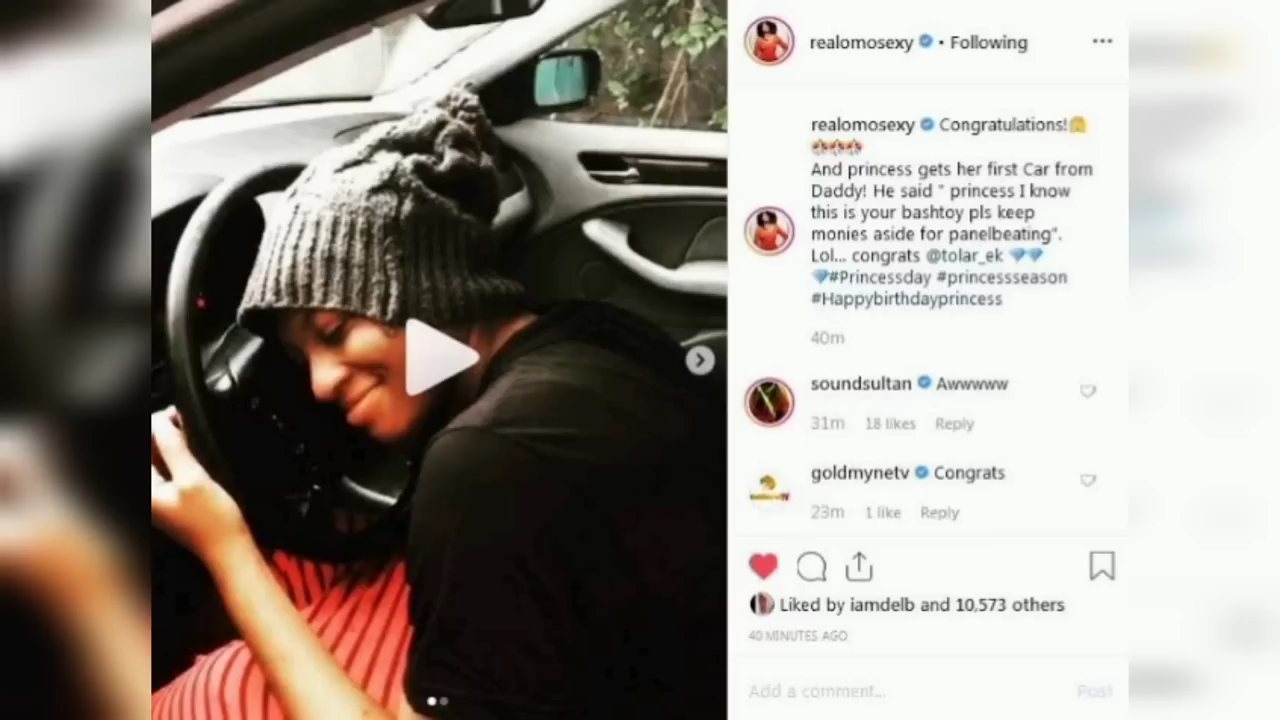 realomosexy • Following
realomosexy Congratulations!
And princess gets her first Car from
Daddy! He said " princess I know
this is your bashtoy pls keep
monies aside for panelbeating".
Lol... congrats @tolar_ek
#Princessday #princessseason
#Happybirthdayprincess
40m
soundsultan Awwwww
31m 18 likes Reply
goldmynetv Congrats
23m 1 like Reply
Liked by iamdelb and 10,573 others
40 MINUTES AGO
Add a comment... Post